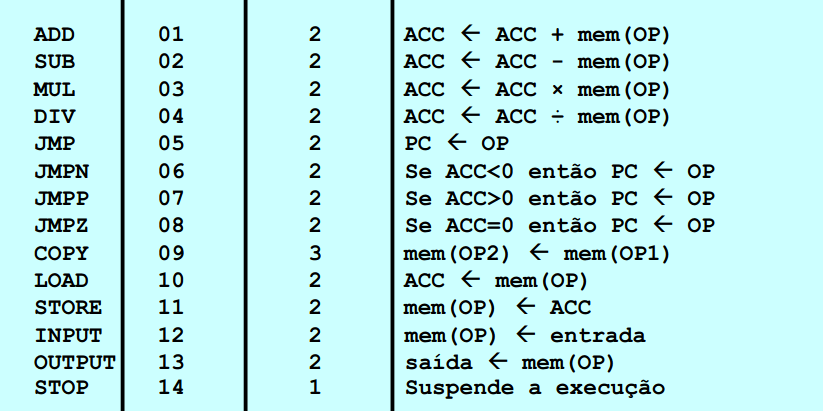 ADD 01 2 ACC ← ACC + mem(OP)
SUB 02 2 ACC ← ACC - mem(OP)
MUL 03 2 ACC ← ACC × mem(OP)
DIV 04 2 ACC ← ACC ÷ mem(OP)
JMP 05 2 PC ← OP
JMPN 06 2 Se ACC<0 então PC ← OP
JMPP 07 2 Se ACC>0 então PC ← OP
JMPZ 08 2 Se ACC=0 então PC ← OP
COPY 09 3 mem(OP2) ← mem(OP1)
LOAD 10 2 ACC ← mem(OP)
STORE 11 2 mem(OP) ← ACC
INPUT 12 2 mem(OP) ← entrada
OUTPUT 13 2 saída ← mem(OP)
STOP 14 1 Suspende a execução